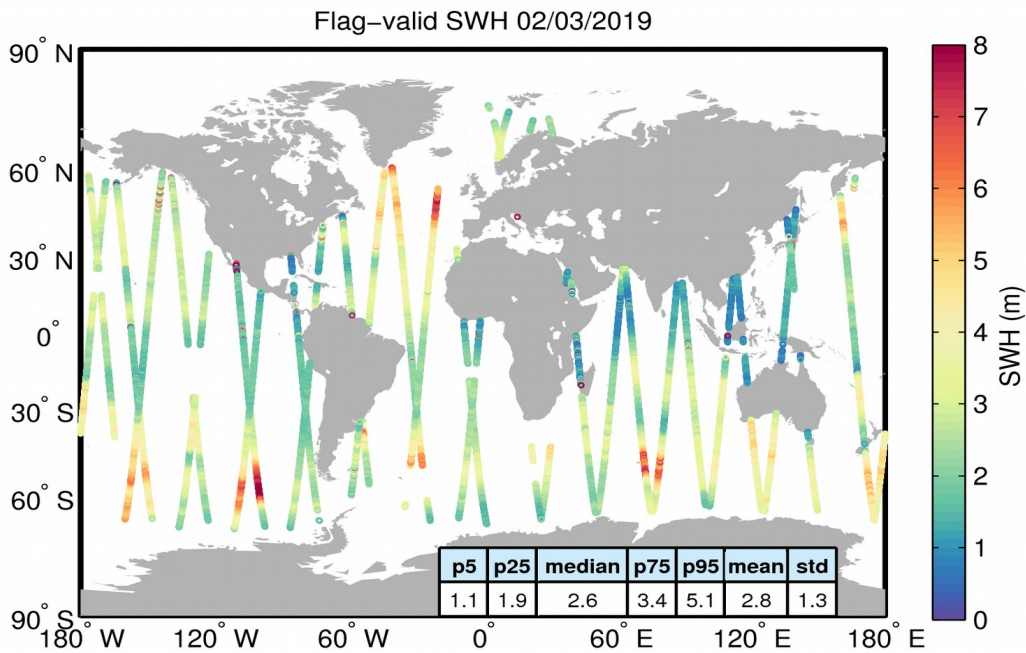 Flag−valid SWH 02/03/2019
90° N
60° N
30° N
0°
30° S
60° S
90° S
180° W
120° W
60° W
0°
60° E
120° E
180° E
p5 p25 median p75 p95 mean std
1.1 1.9 2.6 3.4 5.1 2.8 1.3
8
7
6
5
4
3
2
1
0
SWH (m)